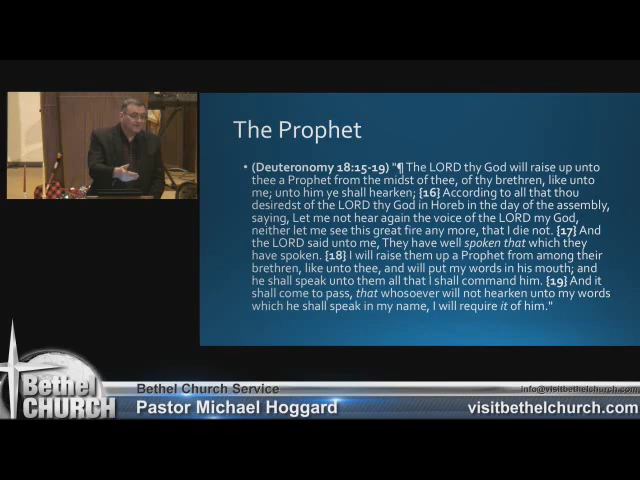 The Prophet
• (Deuteronomy 18:15-19) "¶ The LORD thy God will raise up unto
thee a Prophet from the midst of thee, of thy brethren, like unto
me; unto him ye shall hearken; {16} According to all that thou
desiredst of the LORD thy God in Horeb in the day of the assembly,
saying, Let me not hear again the voice of the LORD my God,
neither let me see this great fire any more, that I die not. {17} And
the LORD said unto me, They have well spoken that which they
have spoken. {18} I will raise them up a Prophet from among their
brethren, like unto thee, and will put my words in his mouth; and
he shall speak unto them all that I shall command him. {19} And it
shall come to pass, that whosoever will not hearken unto my words
which he shall speak in my name, I will require it of him."
Bethel
CHURCH
Bethel Church Service
info@visitbethelchurch.com
Pastor Michael Hoggard
visitbethelchurch.com